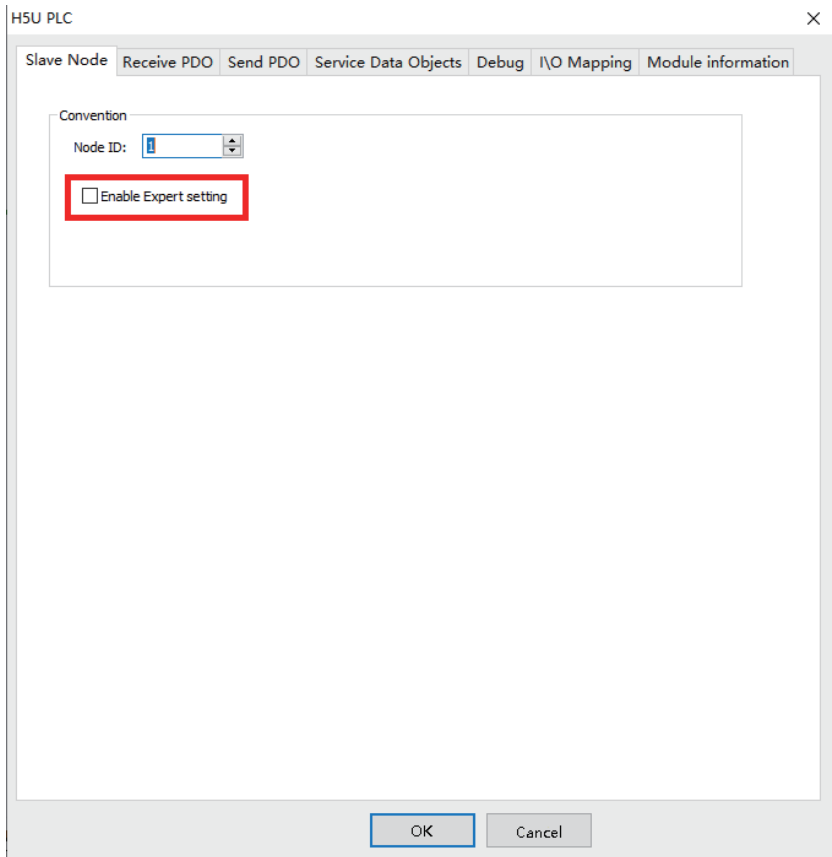 H5U PLC
Slave Node Receive PDO Send PDO Service Data Objects Debug I\O Mapping Module information
Convention
Node ID: 1
Enable Expert setting
OK Cancel